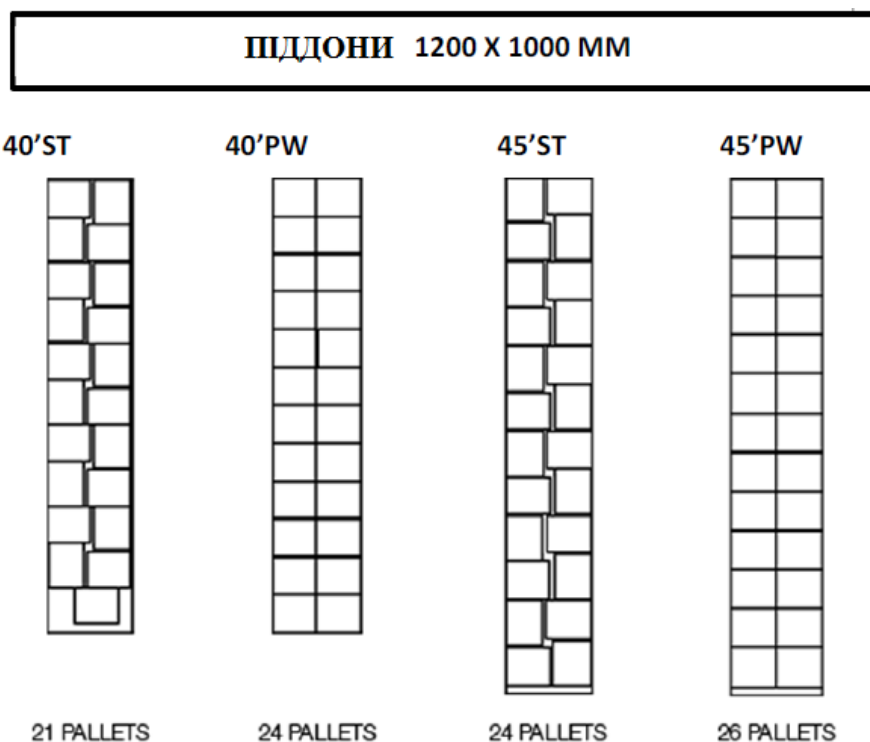 ПІДДОНИ 1200 X 1000 MM
40’ST 40’PW 45’ST 45’PW
21 PALLETS 24 PALLETS 24 PALLETS 26 PALLETS